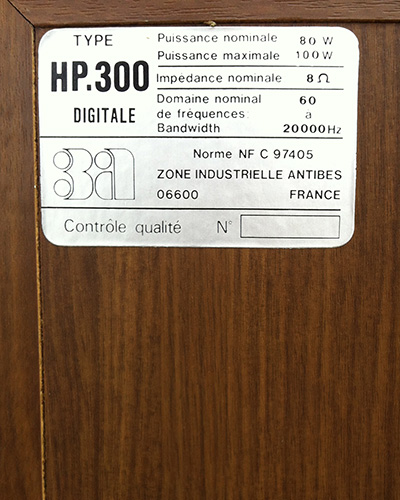 TYPE
HP.300
DIGITALE
Puissance nominale 80 W
Puissance maximale 100 W
Impédance nominale 8 Ω
Domaine nominal 60
de fréquences: a
Bandwidth 20000 Hz
3a
Norme NF C 97405
ZONE INDUSTRIELLE ANTIBES
06600 FRANCE
Contrôle qualité N°